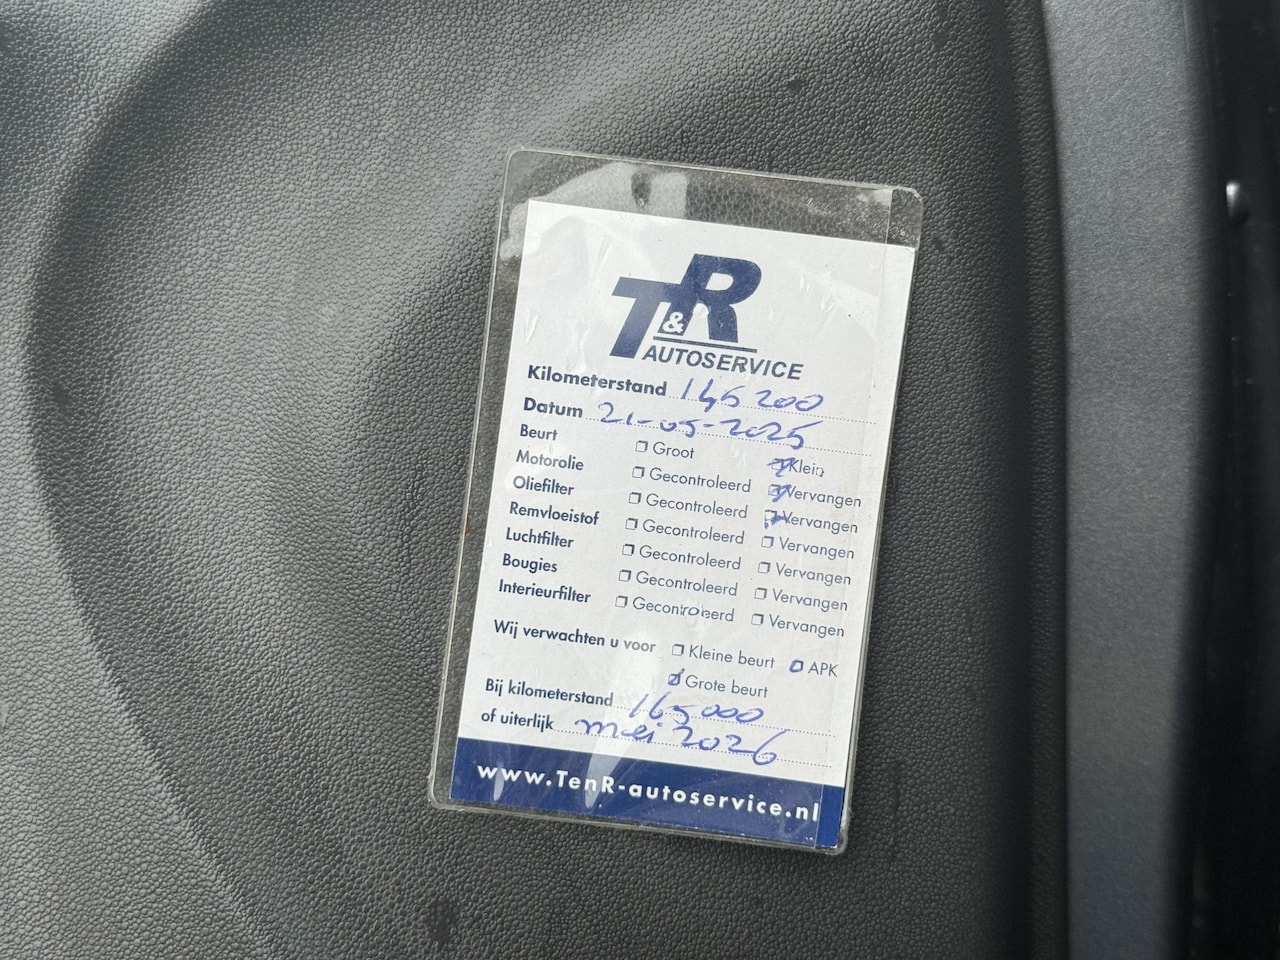 T&R
AUTOSERVICE
Kilometerstand 145 200
Datum 21-05-2025
Beurt Groot Klein
Motorolie Gecontroleerd Vervangen
Oliefilter Gecontroleerd Vervangen
Remvloeistof Gecontroleerd Vervangen
Luchtfilter Gecontroleerd Vervangen
Bougies Gecontroleerd Vervangen
Interieurfilter Gecontroleerd Vervangen
Wij verwachten u voor Kleine beurt APK
Grote beurt
Bij kilometerstand 165000
of uiterlijk mei 2026
www.TenR-autoservice.nl